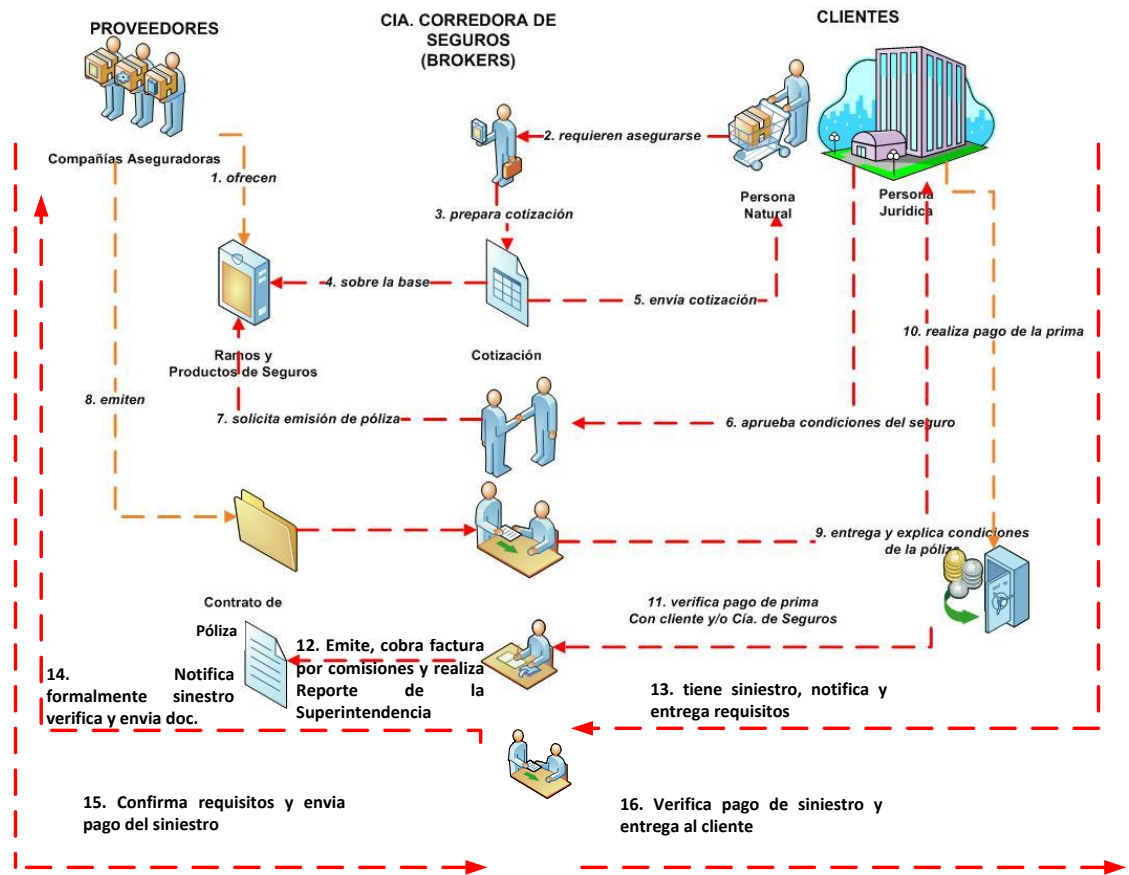 PROVEEDORES
CIA. CORREDORA DE
SEGUROS
(BROKERS)
CLIENTES
Compañías Aseguradoras
1. ofrecen
2. requieren asegurarse
Persona
Natural
Persona
Jurídica
3. prepara cotización
4. sobre la base
5. envía cotización
Ramos y
Productos de Seguros
Cotización
10. realiza pago de la prima
8. emiten
7. solicita emisión de póliza
6. aprueba condiciones del seguro
9. entrega y explica condiciones
de la póliza
Contrato de
Póliza
11. verifica pago de prima
Con cliente y/o Cía. de Seguros
12. Emite, cobra factura
por comisiones y realiza
Reporte de la
Superintendencia
14. Notifica
formalmente sinestro
verifica y envia doc.
13. tiene siniestro, notifica y
entrega requisitos
15. Confirma requisitos y envia
pago del siniestro
16. Verifica pago de siniestro y
entrega al cliente